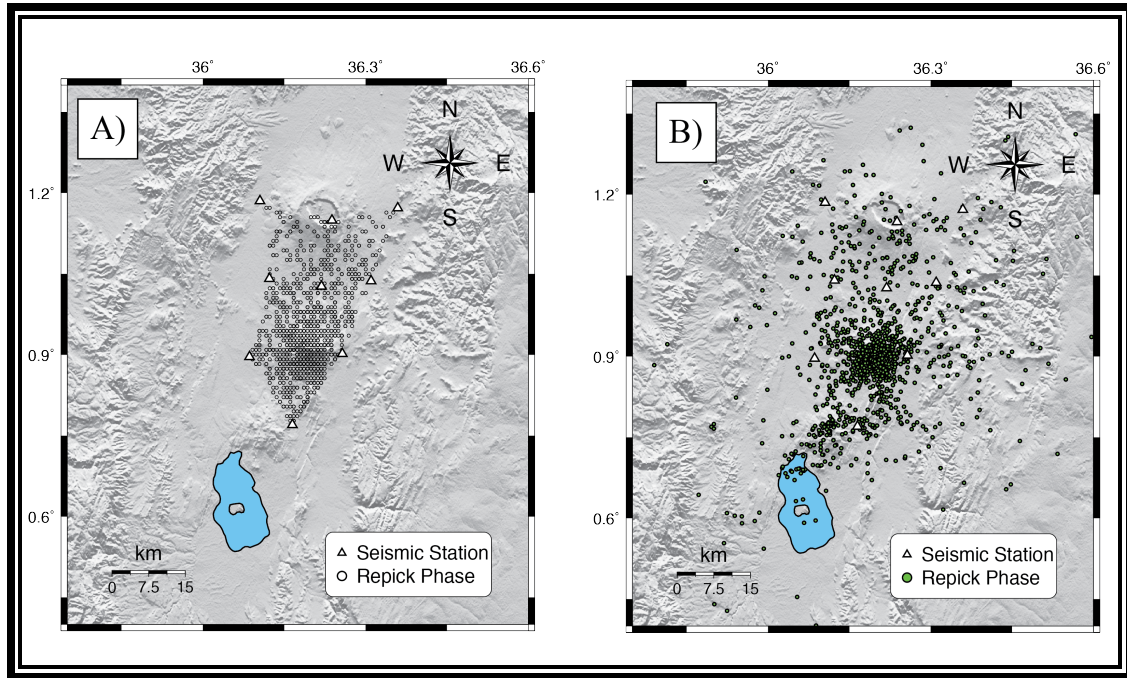 36° 36.3° 36.6°
A)
N
W E
S
1.2°
0.9°
0.6°
km
0 7.5 15
Seismic Station
Repick Phase
36° 36.3° 36.6°
B)
N
W E
S
1.2°
0.9°
0.6°
km
0 7.5 15
Seismic Station
Repick Phase